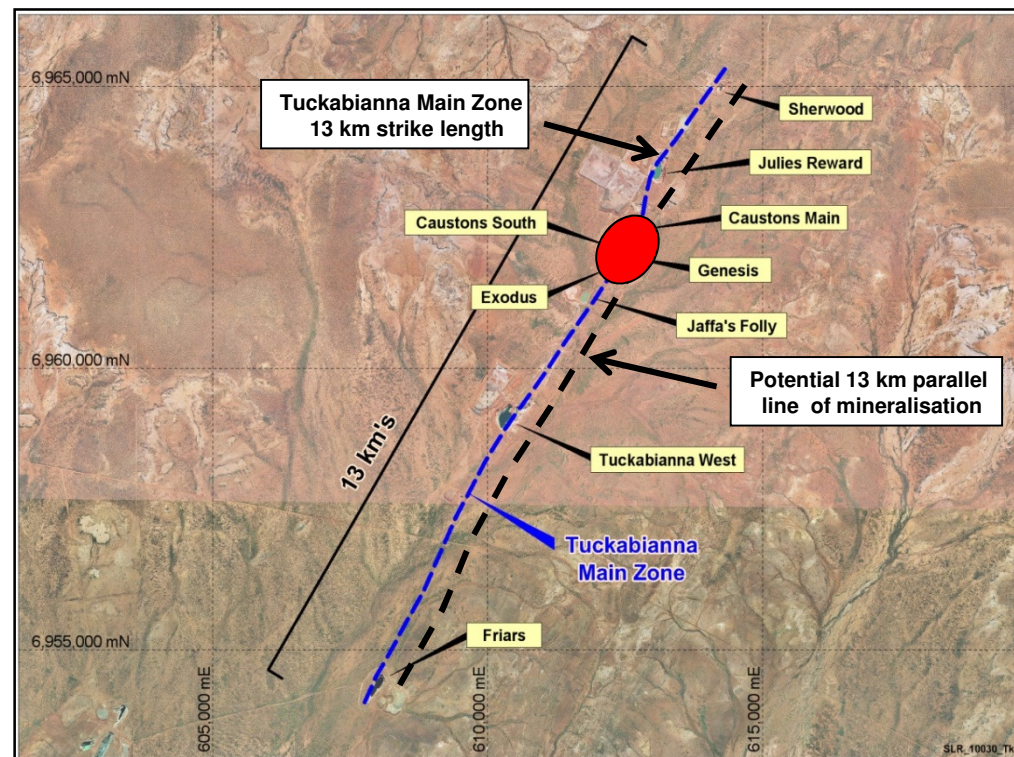 6,965,000 mN
Tuckabianna Main Zone
13 km strike length
Sherwood
Julies Reward
Caustons South
Caustons Main
Genesis
Exodus
Jaffa's Folly
6,960,000 mN
Potential 13 km parallel
line of mineralisation
13 km's
Tuckabianna West
Tuckabianna
Main Zone
Friars
6,955,000 mN
605,000 mE
610,000 mE
615,000 mE
SLR_10030_Tk